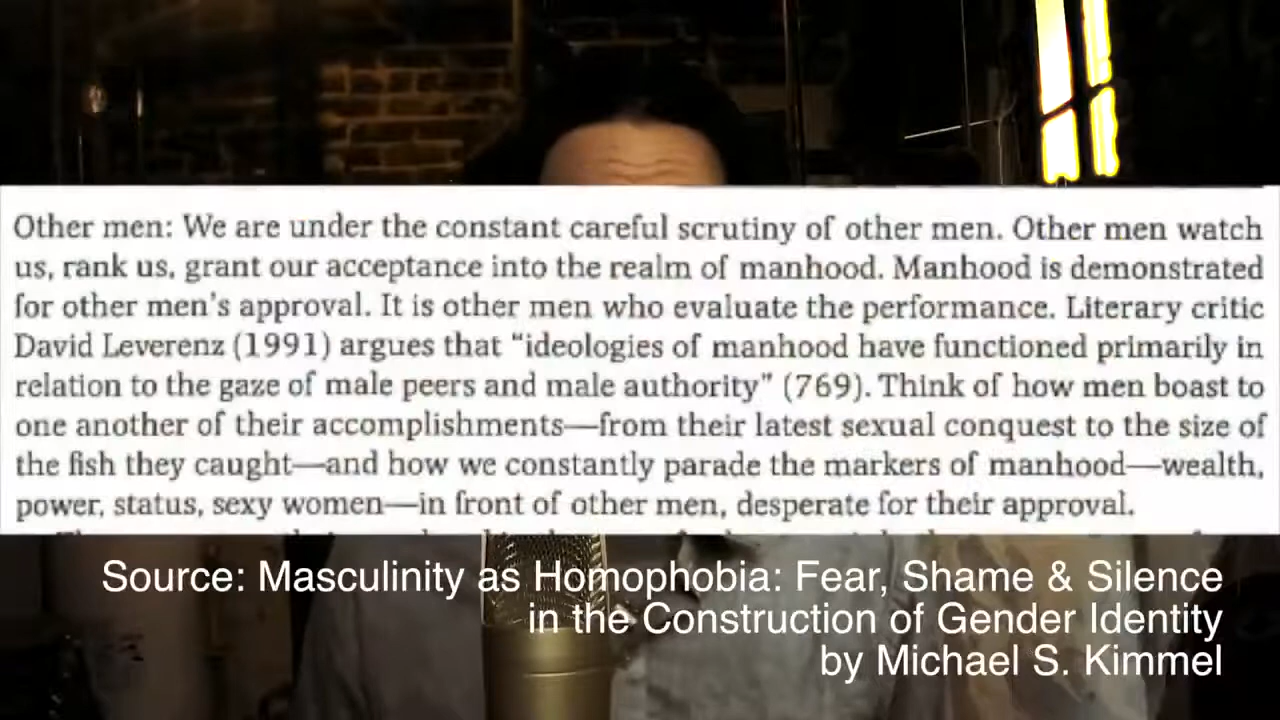 Other men: We are under the constant careful scrutiny of other men. Other men watch
us, rank us, grant our acceptance into the realm of manhood. Manhood is demonstrated
for other men’s approval. It is other men who evaluate the performance. Literary critic
David Leverenz (1991) argues that “ideologies of manhood have functioned primarily in
relation to the gaze of male peers and male authority” (769). Think of how men boast to
one another of their accomplishments—from their latest sexual conquest to the size of
the fish they caught—and how we constantly parade the markers of manhood—wealth,
power, status, sexy women—in front of other men, desperate for their approval.
Source: Masculinity as Homophobia: Fear, Shame & Silence
in the Construction of Gender Identity
by Michael S. Kimmel